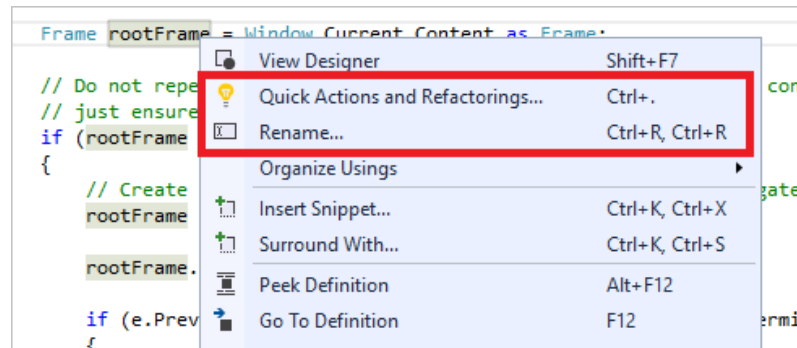 Frame rootFrame = Window.Current.Content as Frame;
View Designer Shift+F7
// Do not repe
Quick Actions and Refactorings... Ctrl+. con
// just ensure
if (rootFrame Rename... Ctrl+R, Ctrl+R
{ Organize Usings
// Create gate
rootFrame Insert Snippet... Ctrl+K, Ctrl+X
Surround With... Ctrl+K, Ctrl+S
rootFrame.
Peek Definition Alt+F12
if (e.Prev Go To Definition F12 ermi
{